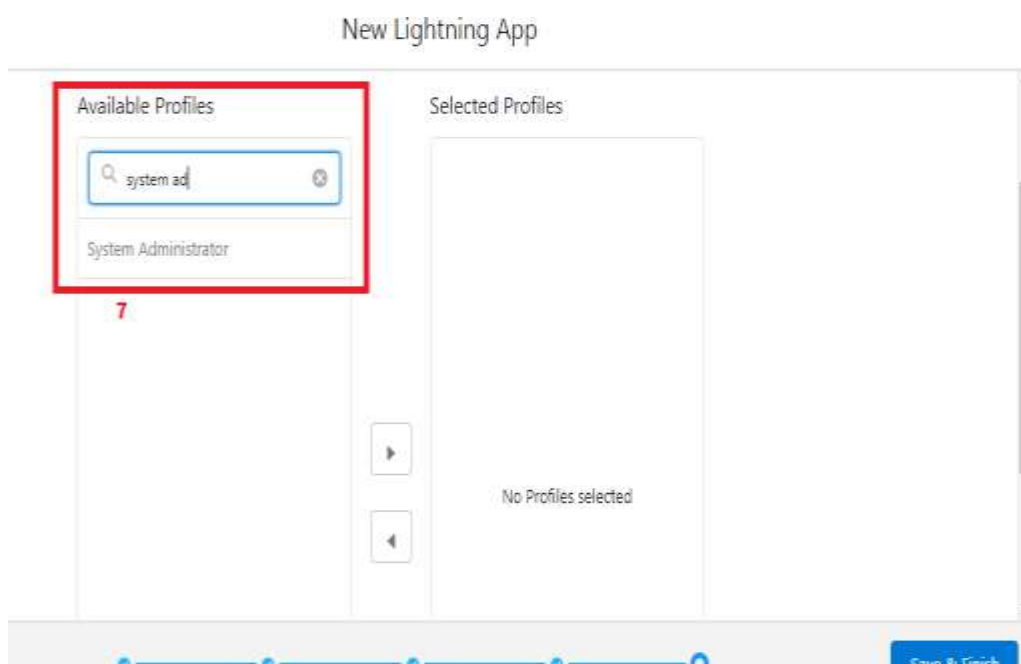 New Lightning App
Available Profiles
Selected Profiles
system ad
System Administrator
7
No Profiles selected
Save & Finish